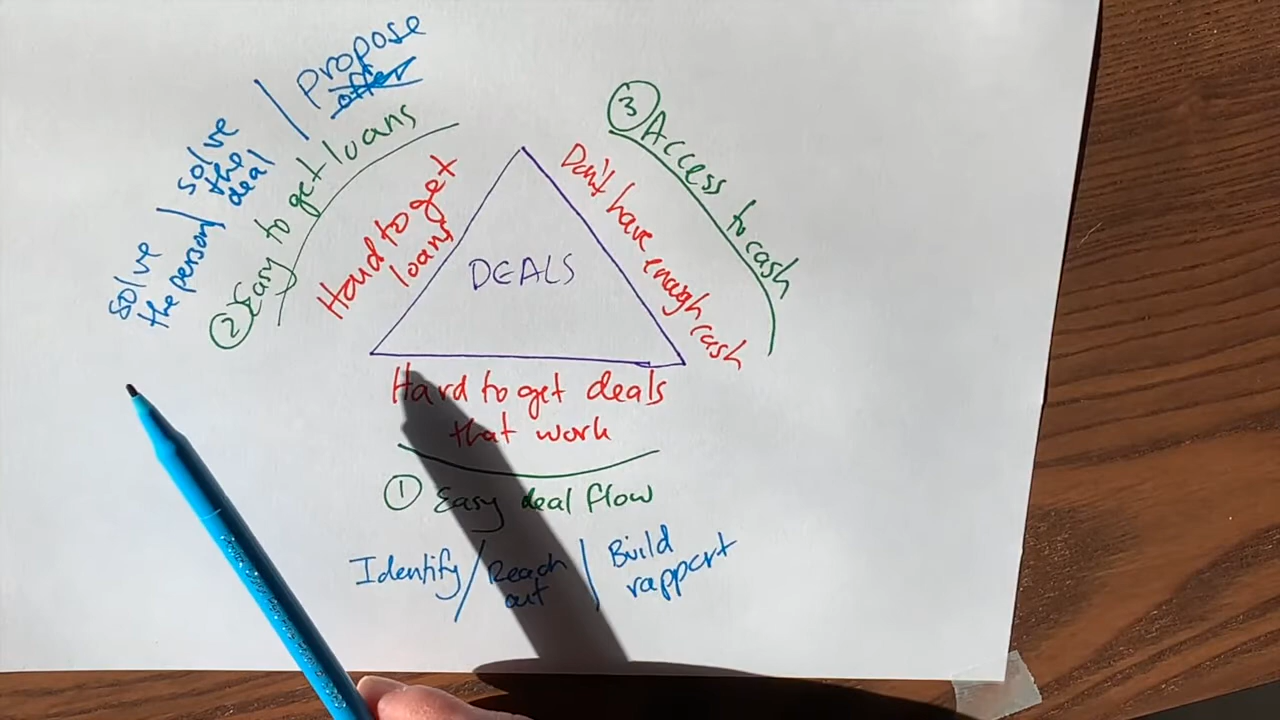 solve
the person
solve
the
deal
Propose
offer
② Easy to get loans
Hard to get
loans
③ Access to cash
Don't have enough cash
DEALS
Hard to get deals
that work
① Easy deal flow
Identify / Reach
out
Build
rapport